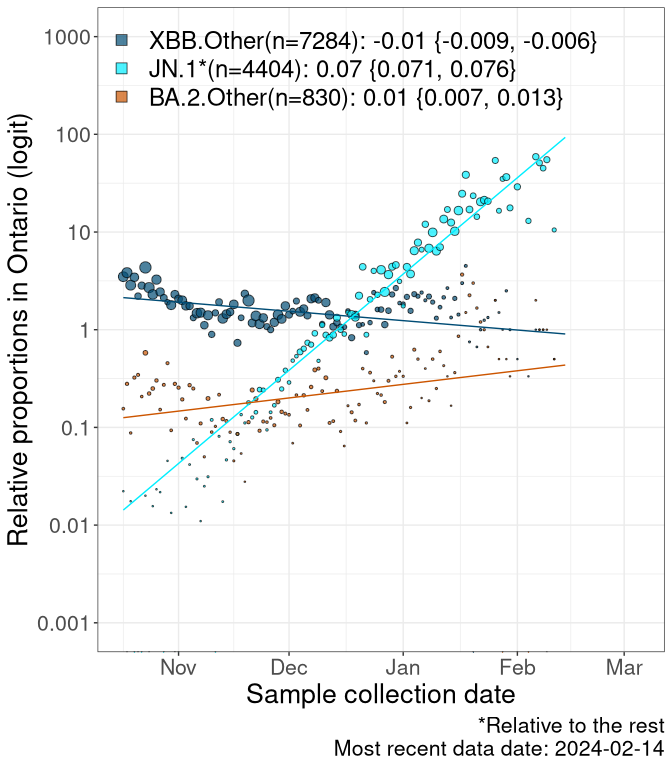 XBB.Other(n=7284): -0.01 {-0.009, -0.006}
JN.1*(n=4404): 0.07 {0.071, 0.076}
BA.2.Other(n=830): 0.01 {0.007, 0.013}
Relative proportions in Ontario (logit)
1000
100
10
1
0.1
0.01
0.001
Nov Dec Jan Feb Mar
Sample collection date
*Relative to the rest
Most recent data date: 2024-02-14